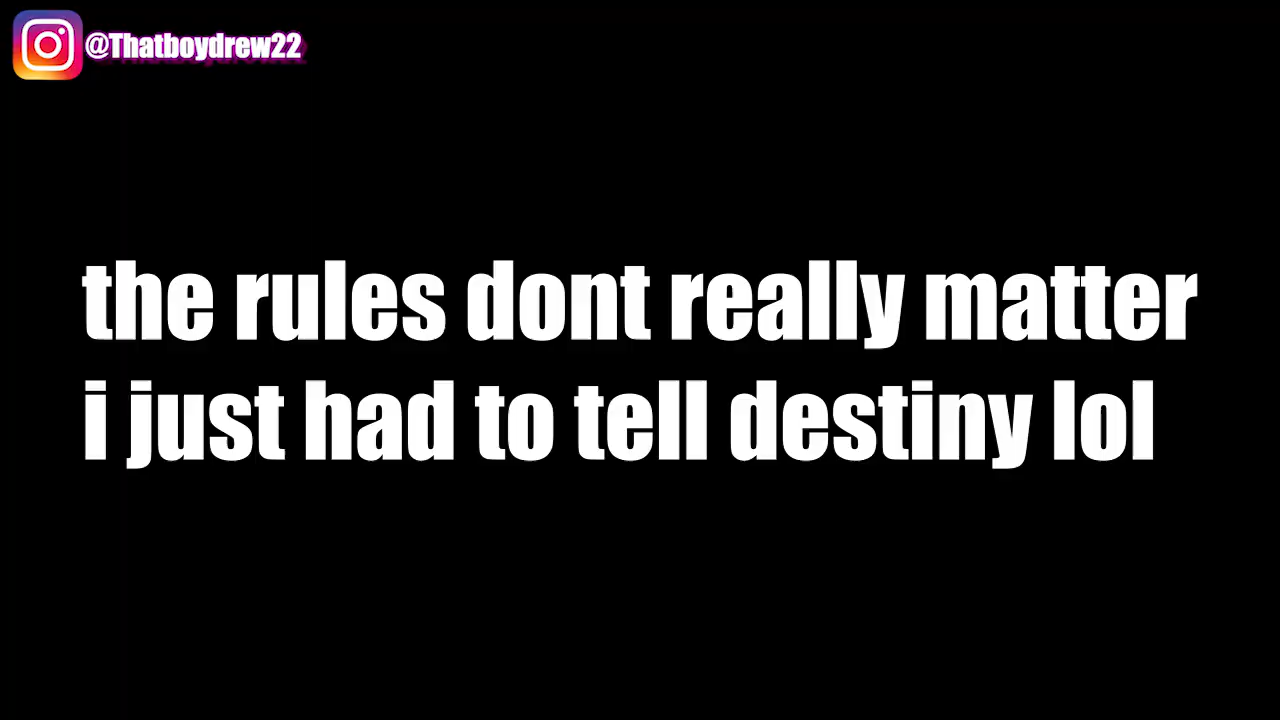 @Thatboydrew22
the rules dont really matter
i just had to tell destiny lol